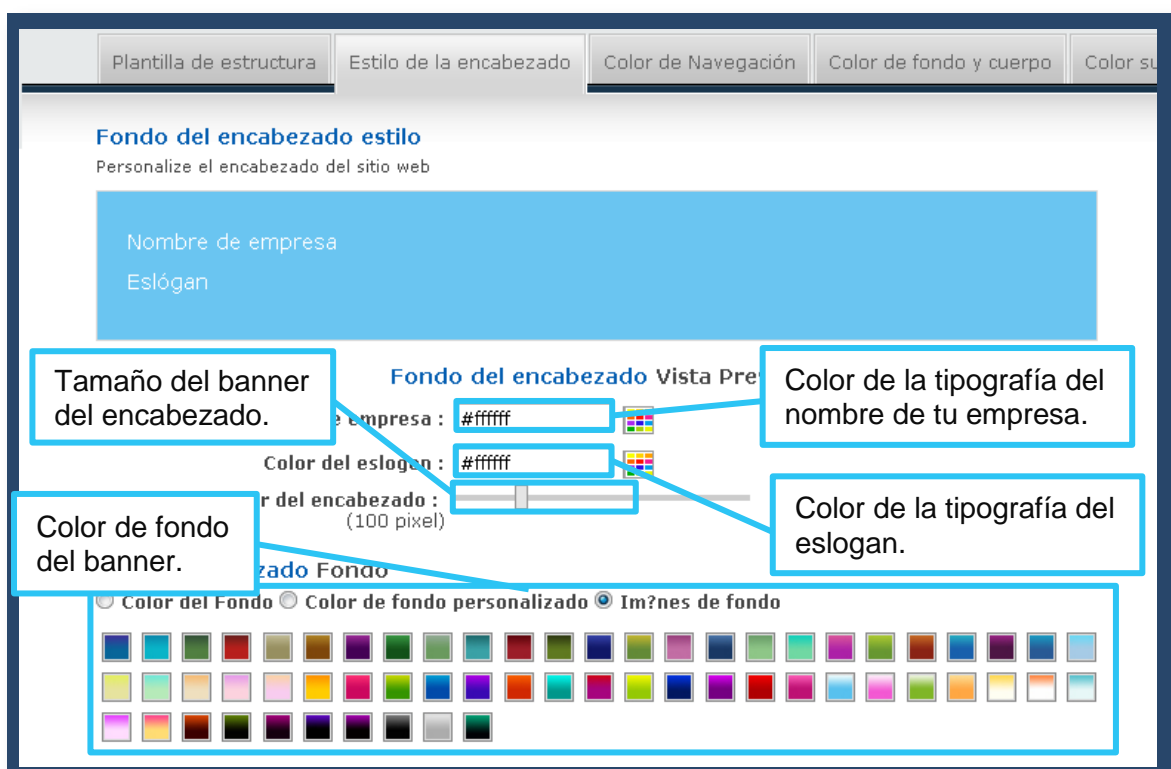 Plantilla de estructura Estilo de la encabezado Color de Navegación Color de fondo y cuerpo Color su
Fondo del encabezado estilo
Personalize el encabezado del sitio web
Nombre de empresa
Eslógan
Fondo del encabezado Vista Pre
Tamaño del banner
del encabezado.
Color de la tipografía del
nombre de tu empresa.
empresa : #ffffff
Color del eslogan : #ffffff
r del encabezado :
(100 pixel)
Color de la tipografía del
eslogan.
Color de fondo
del banner.
zado Fondo
Color del Fondo Color de fondo personalizado Im?nes de fondo